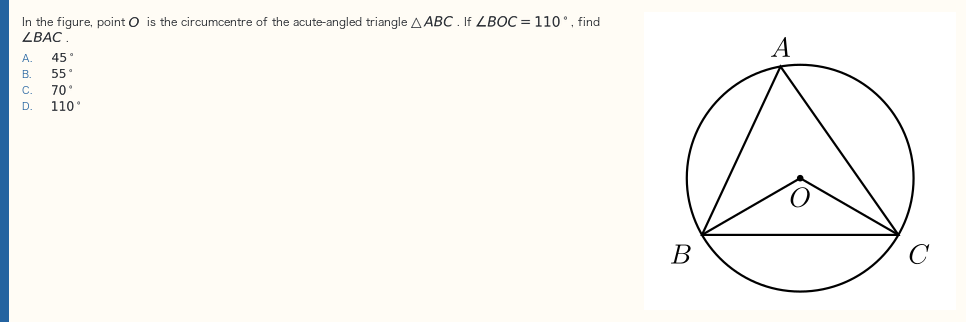 In the figure, point O is the circumcentre of the acute-angled triangle △ABC . If ∠BOC = 110° , find
∠BAC .
A. 45°
B. 55°
C. 70°
D. 110°
A
O
B
C